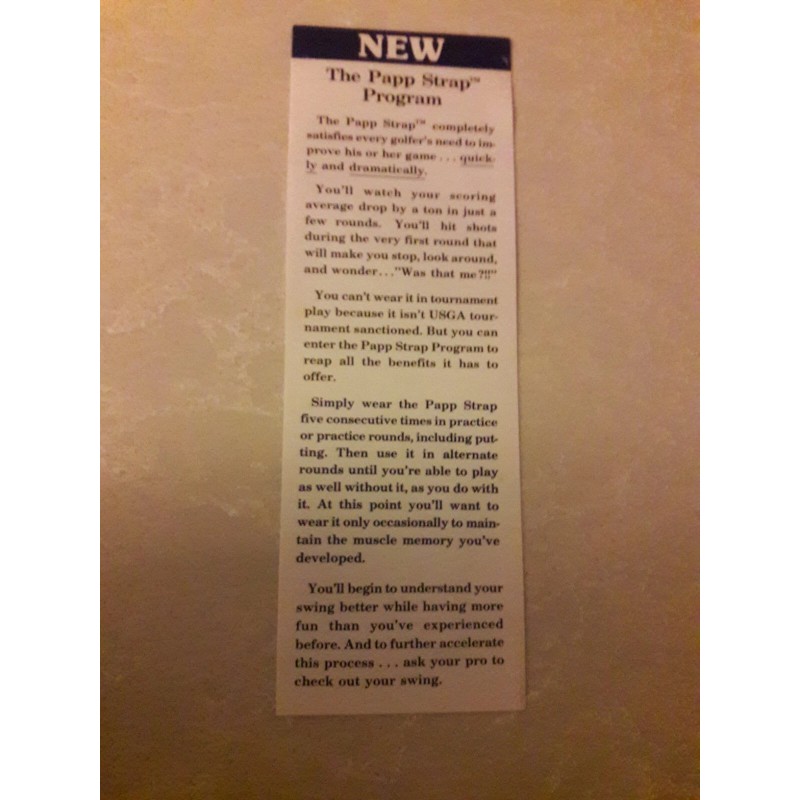 NEW
The Papp Strap™
Program
The Papp Strap™ completely
satisfies every golfer's need to im-
prove his or her game . . . quick-
ly and dramatically.
You'll watch your scoring
average drop by a ton in just a
few rounds. You'll hit shots
during the very first round that
will make you stop, look around,
and wonder..."Was that me?!!"
You can't wear it in tournament
play because it isn't USGA tour-
nament sanctioned. But you can
enter the Papp Strap Program to
reap all the benefits it has to
offer.
Simply wear the Papp Strap
five consecutive times in practice
or practice rounds, including put-
ting. Then use it in alternate
rounds until you're able to play
as well without it, as you do with
it. At this point you'll want to
wear it only occasionally to main-
tain the muscle memory you've
developed.
You'll begin to understand your
swing better while having more
fun than you've experienced
before. And to further accelerate
this process . . . ask your pro to
check out your swing.